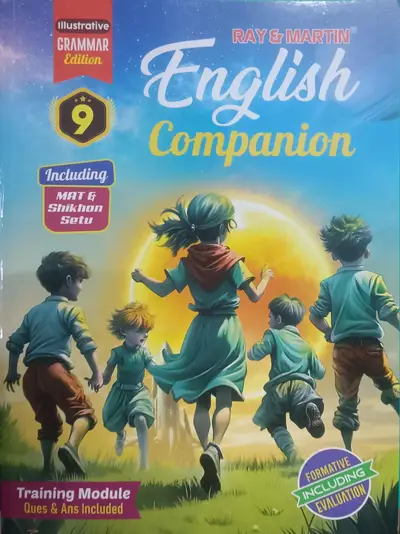 Illustrative
GRAMMAR
Edition
RAY & MARTIN
English
Companion
9
Including
MAT &
Shikhon
Setu
FORMATIVE
INCLUDING
EVALUATION
Training Module
Ques & Ans Included